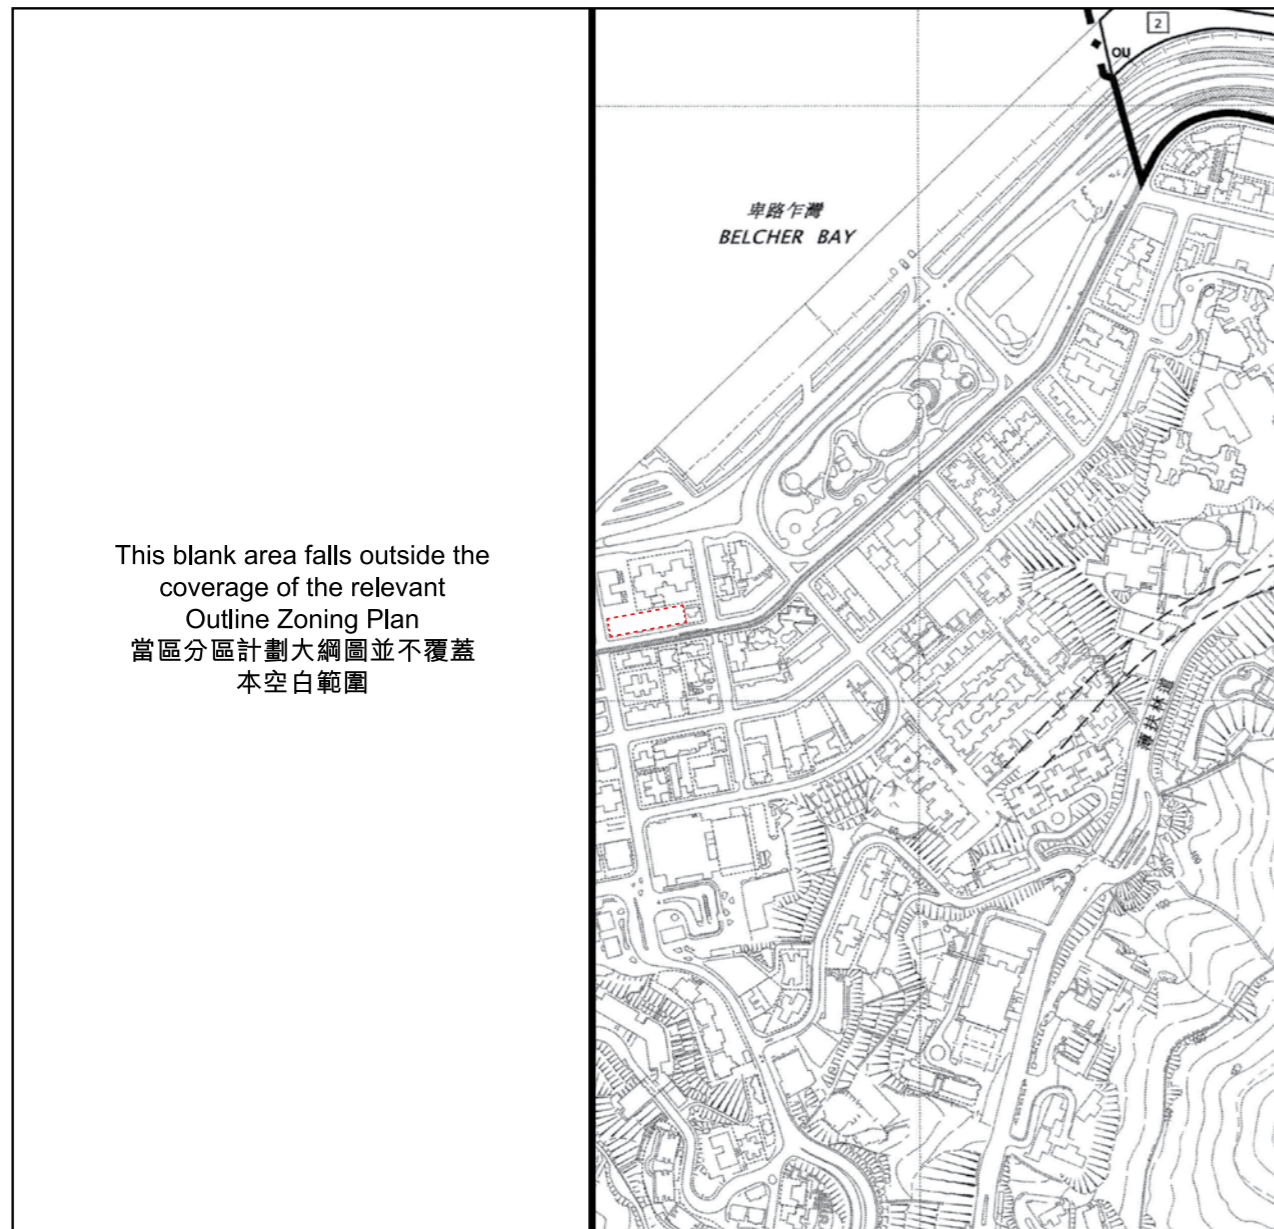 2
OU
卑路乍灣
BELCHER BAY
This blank area falls outside the
coverage of the relevant
Outline Zoning Plan
當區分區計劃大綱圖並不覆蓋
本空白範圍
薄扶林道
100